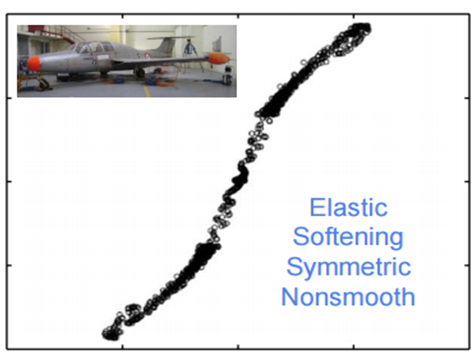 Elastic
Softening
Symmetric
Nonsmooth